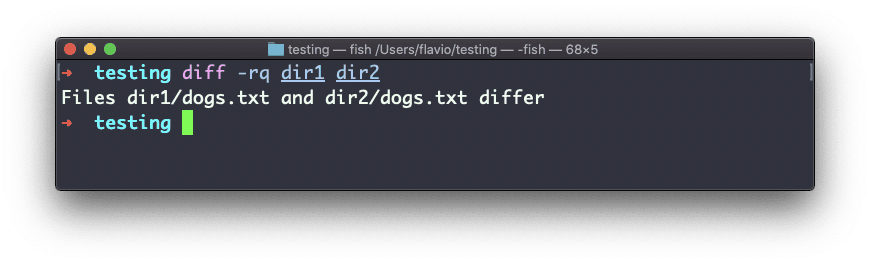 testing — fish /Users/flavio/testing — -fish — 68×5
➜ testing diff -rq dir1 dir2
Files dir1/dogs.txt and dir2/dogs.txt differ
➜ testing